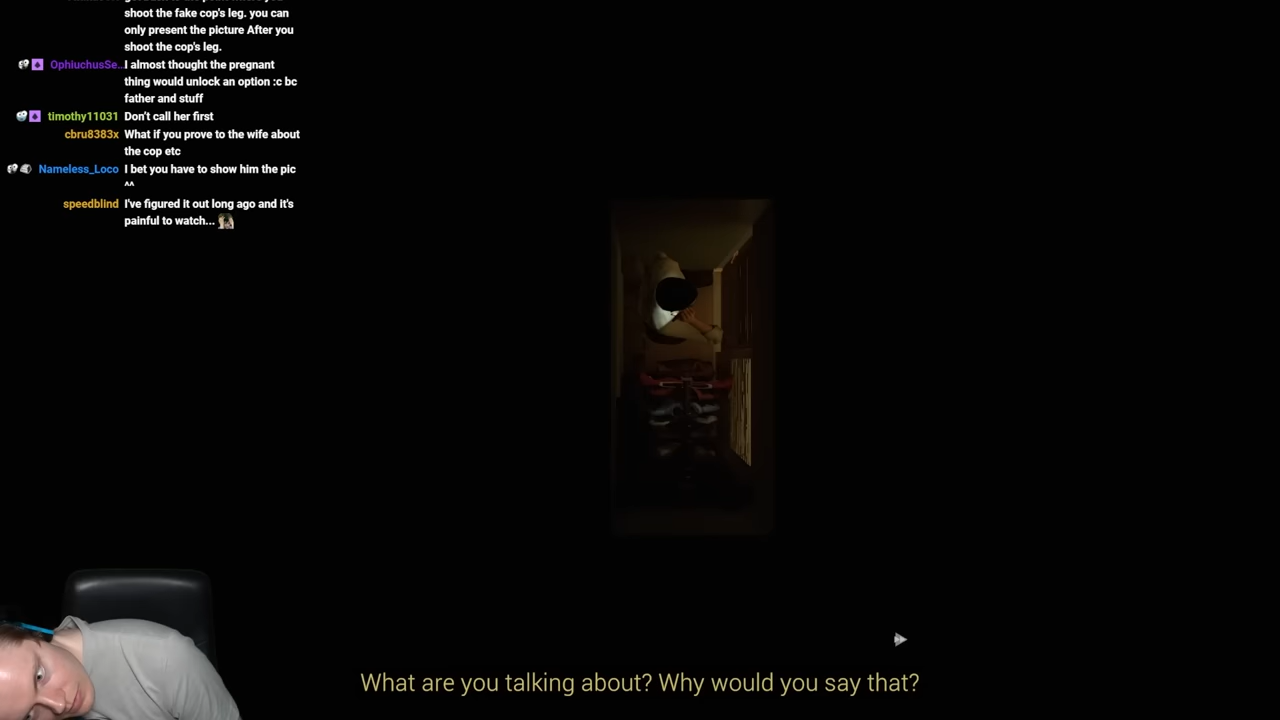 shoot the fake cop's leg. you can
only present the picture After you
shoot the cop's leg.
OphiuchusSe... I almost thought the pregnant
thing would unlock an option :c bc
father and stuff
timothy11031 Don't call her first
cbru8383x What if you prove to the wife about
the cop etc
Nameless_Loco I bet you have to show him the pic
^^
speedblind I've figured it out long ago and it's
painful to watch...
What are you talking about? Why would you say that?